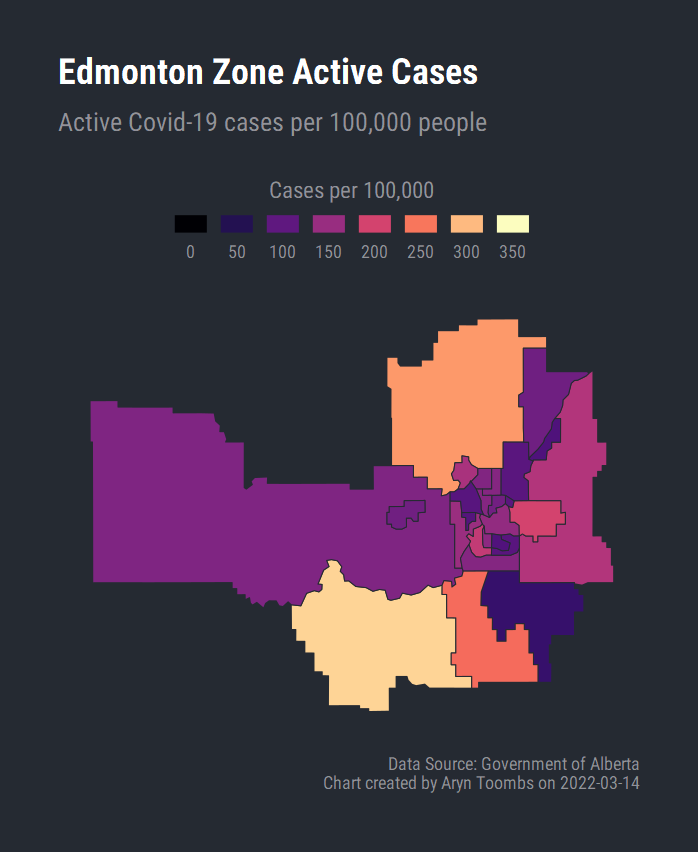 Edmonton Zone Active Cases
Active Covid-19 cases per 100,000 people
Cases per 100,000
0 50 100 150 200 250 300 350
Data Source: Government of Alberta
Chart created by Aryn Toombs on 2022-03-14